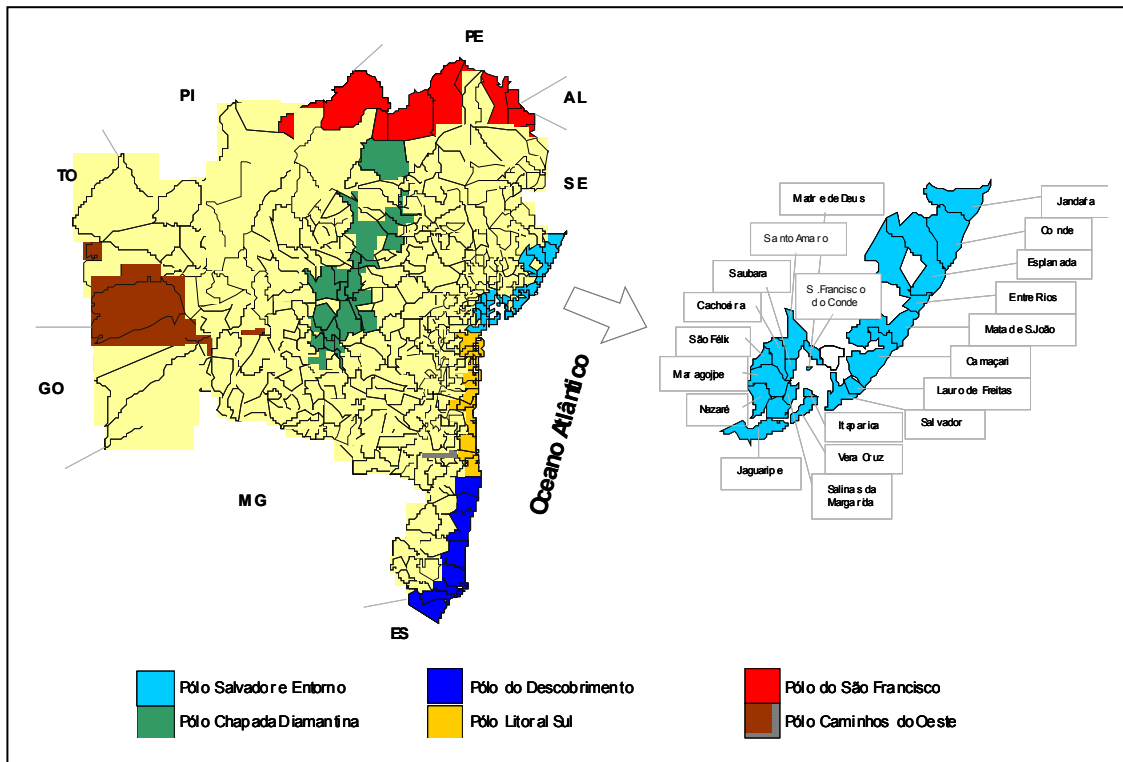 PE
PI
AL
TO
SE
GO
MG
ES
Oceano Atlântico
Madre de Deus
Santo Amaro
Saubara
S. Francisco
do Conde
Cachoeira
São Félix
Maragojipe
Nazaré
Jaguaripe
Jandaíra
Conde
Esplanada
Entre Rios
Mata de S.João
Camaçari
Lauro de Freitas
Salvador
Itaparica
Vera Cruz
Salinas da
Margarida
Pólo Salvador e Entorno
Pólo do Descobrimento
Pólo do São Francisco
Pólo Chapada Diamantina
Pólo Litoral Sul
Pólo Caminhos do Oeste